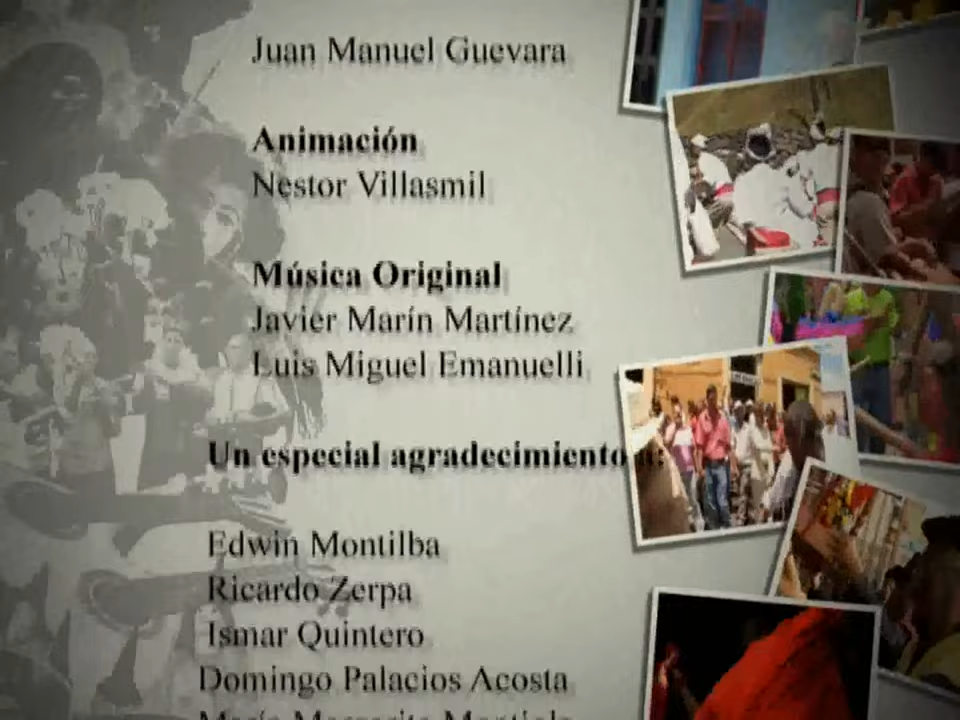 Juan Manuel Guevara
Animación
Nestor Villasmil
Música Original
Javier Marín Martínez
Luis Miguel Emanuelli
Un especial agradecimiento a:
Edwin Montilba
Ricardo Zerpa
Ismar Quintero
Domingo Palacios Acosta